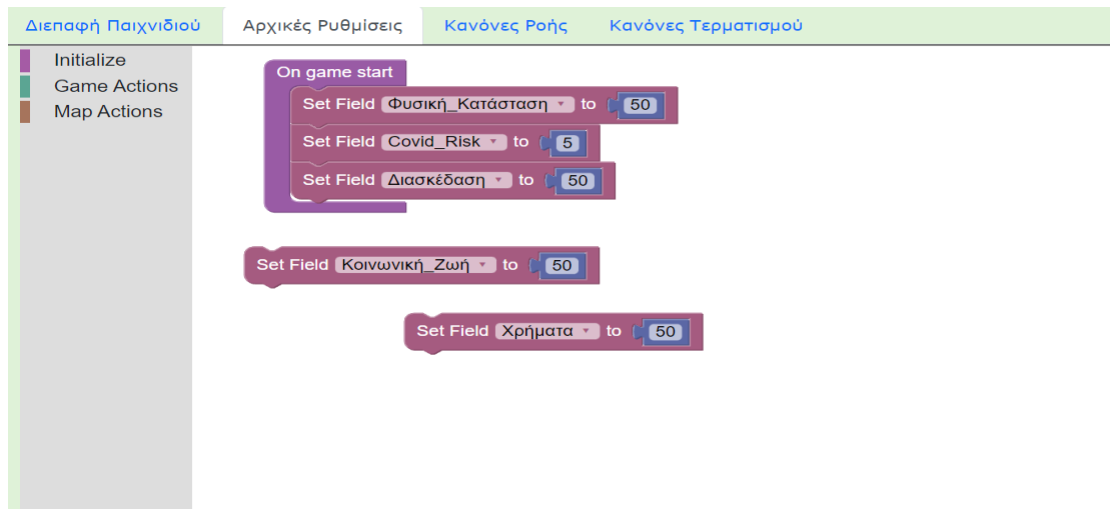 Διεπαφή Παιχνιδιού Αρχικές Ρυθμίσεις Κανόνες Ροής Κανόνες Τερματισμού
Initialize
Game Actions
Map Actions
On game start
Set Field Φυσική_Κατάσταση to 50
Set Field Covid_Risk to 5
Set Field Διασκέδαση to 50
Set Field Κοινωνική_Ζωή to 50
Set Field Χρήματα to 50